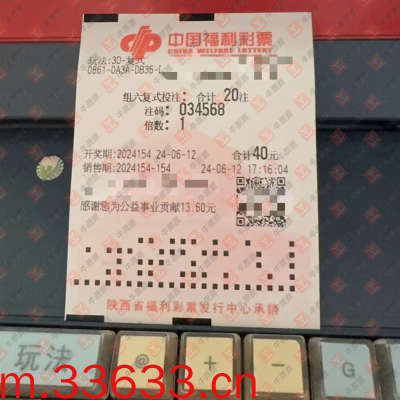 中国福利彩票
CHINA WELFARE LOTTERY
玩法:3D-复式
0861-0A3A-DB36-
组六复式投注: 合计 20注
注码: 034568
倍数: 1
开奖期:2024154 24-06-12 合计40元
销售期:2024154-154 24-06-12 17:16:04
感谢您为公益事业贡献13.60元
陕西省福利彩票发行中心承销
玩法 @ + - G
m.33633.cn